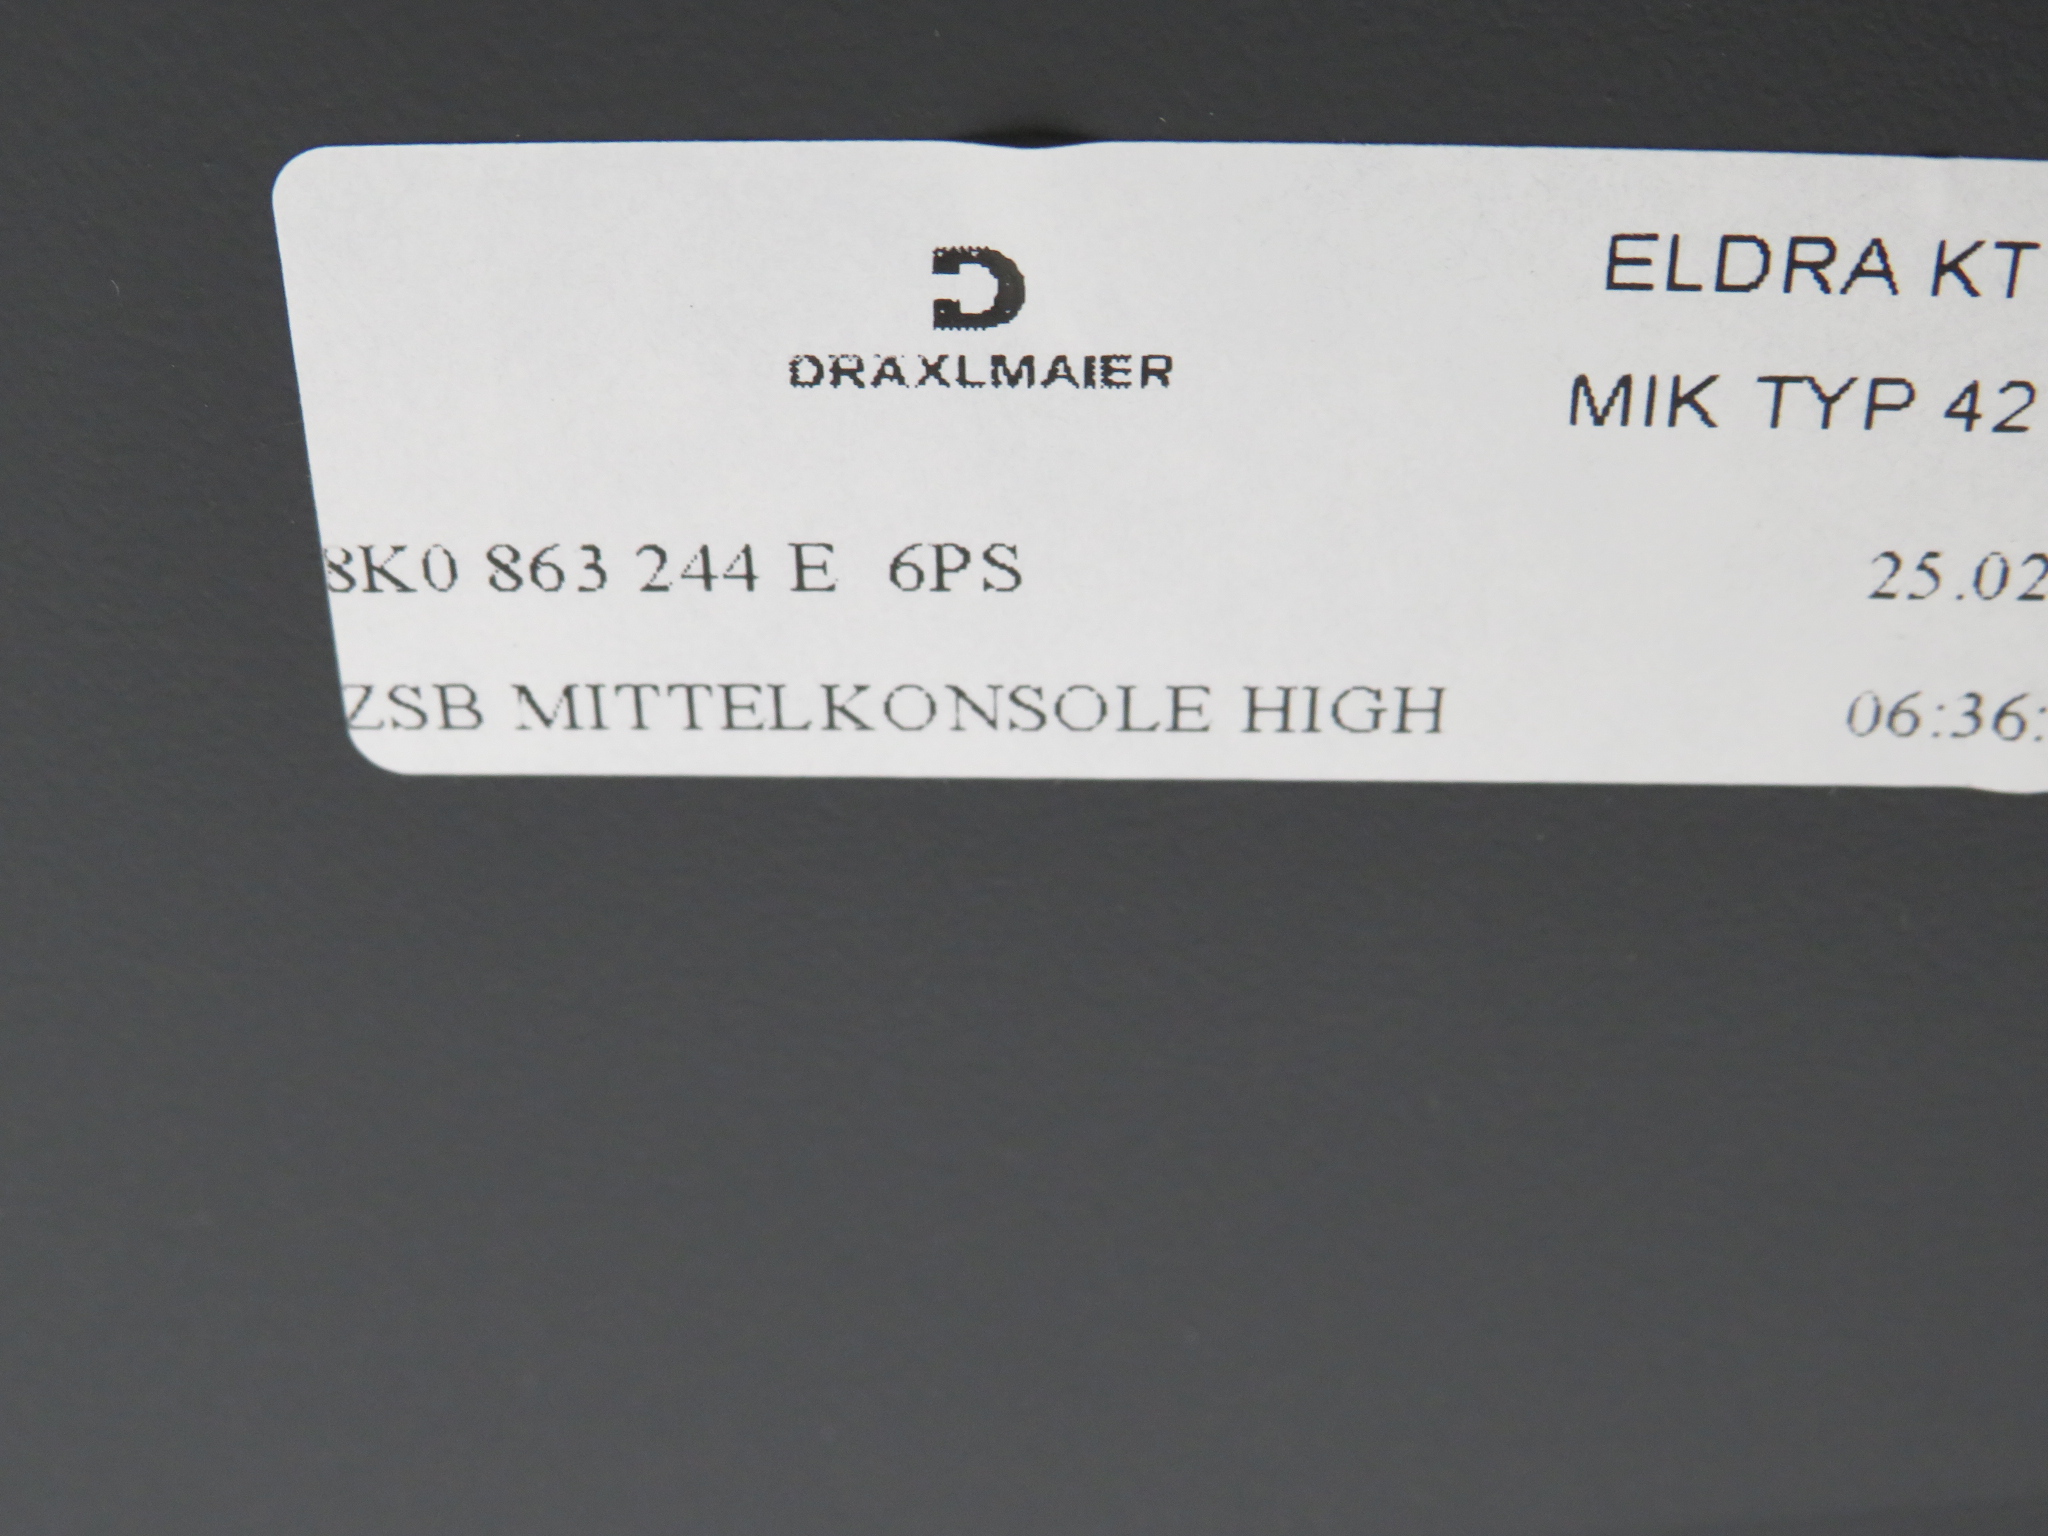 DRAXLMAIER
ELDRA KT
MIK TYP 42
8K0 863 244 E 6PS
25.02
ZSB MITTELKONSOLE HIGH
06:36: